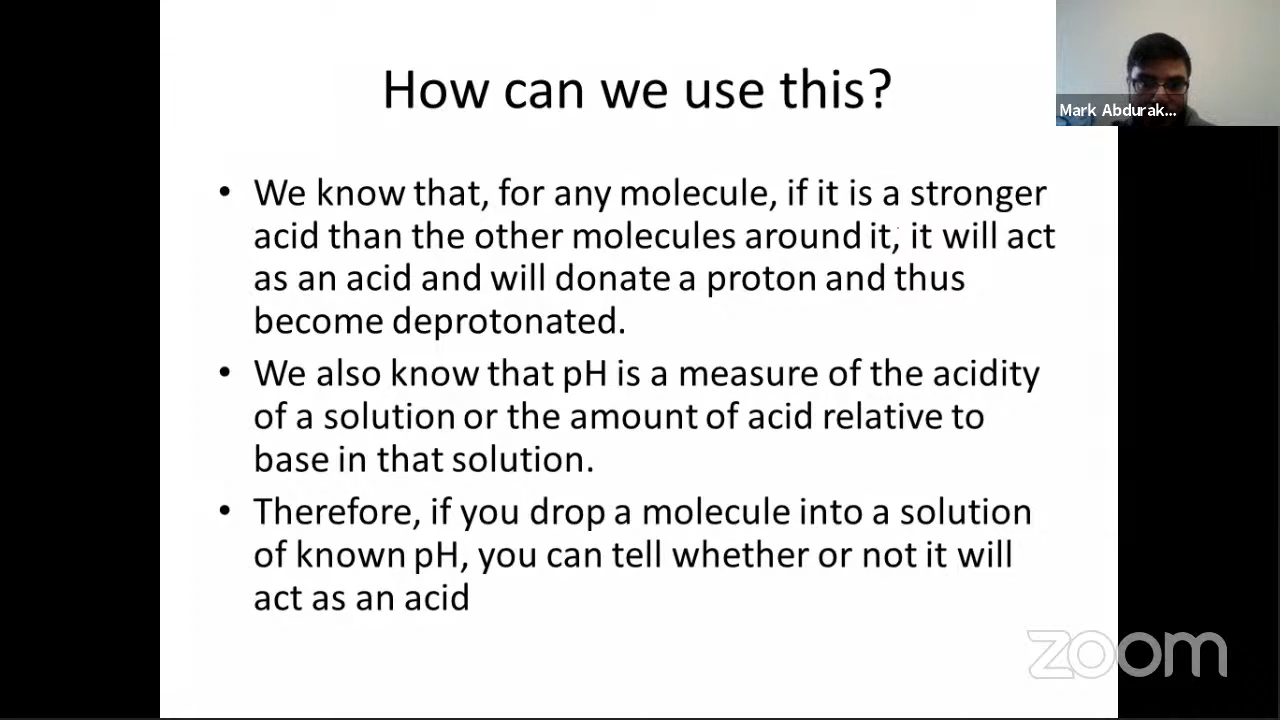 How can we use this?
Mark Abdurak...
• We know that, for any molecule, if it is a stronger
acid than the other molecules around it, it will act
as an acid and will donate a proton and thus
become deprotonated.
• We also know that pH is a measure of the acidity
of a solution or the amount of acid relative to
base in that solution.
• Therefore, if you drop a molecule into a solution
of known pH, you can tell whether or not it will
act as an acid
zoom